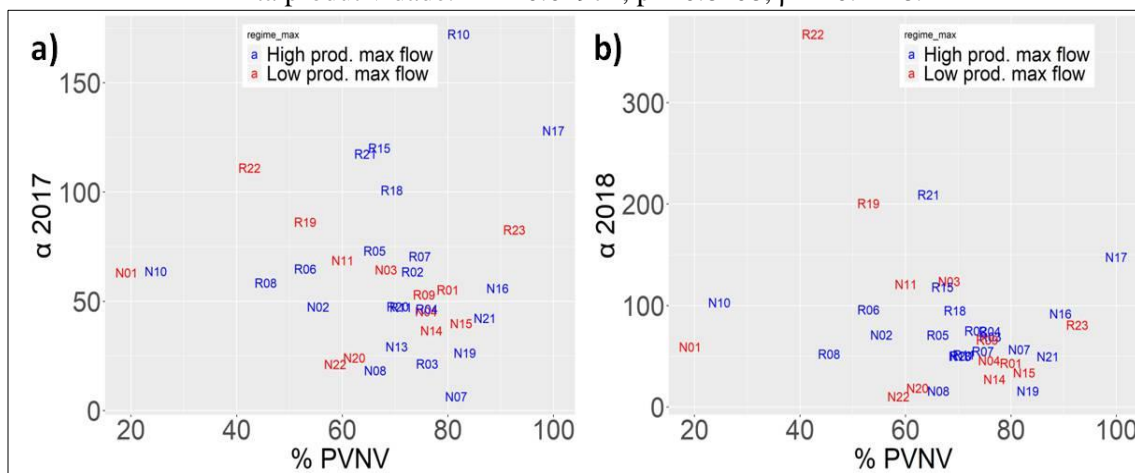 a)
regime_max
a High prod. max flow
a Low prod. max flow
α 2017
150
100
50
0
R10
N17
R15
R21
R22
R18
R19
R23
R05
R07
N11
R06
N03
R02
N01
N10
R08
N16
R01
R09
N02
R20
R11
R04
N04
N21
N15
N14
N13
N19
N20
N22
R03
N08
N07
20 40 60 80 100
% PVNV
b)
regime_max
a High prod. max flow
a Low prod. max flow
α 2018
300
200
100
0
R22
R21
R19
N17
N03
N11
R15
N10
R06
R18
N16
R23
R04
N02
R05
R09
N01
R07
N07
R08
N21
N04
R01
N15
N14
N20
N08
N19
N22
20 40 60 80 100
% PVNV